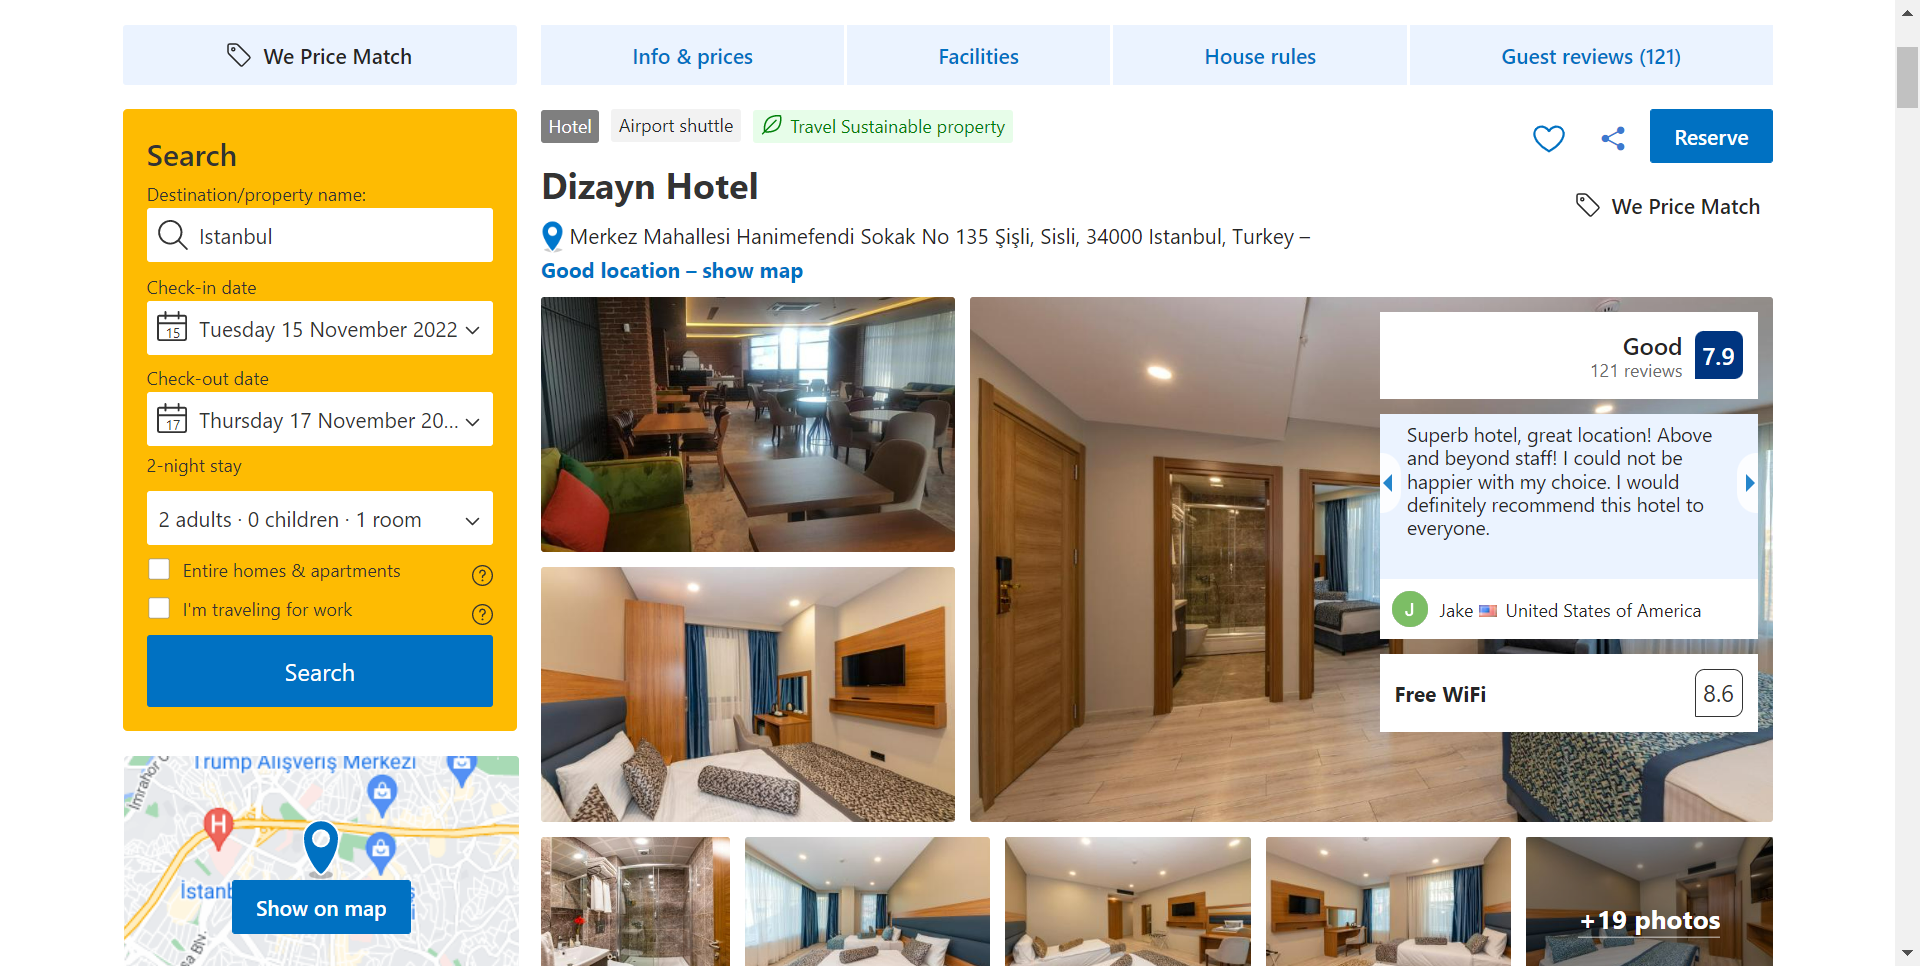 We Price Match
Info & prices
Facilities
House rules
Guest reviews (121)
Search
Destination/property name:
Istanbul
Check-in date
15
Tuesday 15 November 2022
Check-out date
17
Thursday 17 November 20...
2-night stay
2 adults · 0 children · 1 room
Entire homes & apartments
?
I'm traveling for work
?
Search
Trump Alışveriş Merkezi
H
Show on map
Hotel
Airport shuttle
Travel Sustainable property
Reserve
Dizayn Hotel
We Price Match
Merkez Mahallesi Hanimefendi Sokak No 135 Şişli, Sisli, 34000 Istanbul, Turkey –
Good location – show map
Good
7.9
121 reviews
Superb hotel, great location! Above
and beyond staff! I could not be
happier with my choice. I would
definitely recommend this hotel to
everyone.
J
Jake
United States of America
Free WiFi
8.6
+19 photos